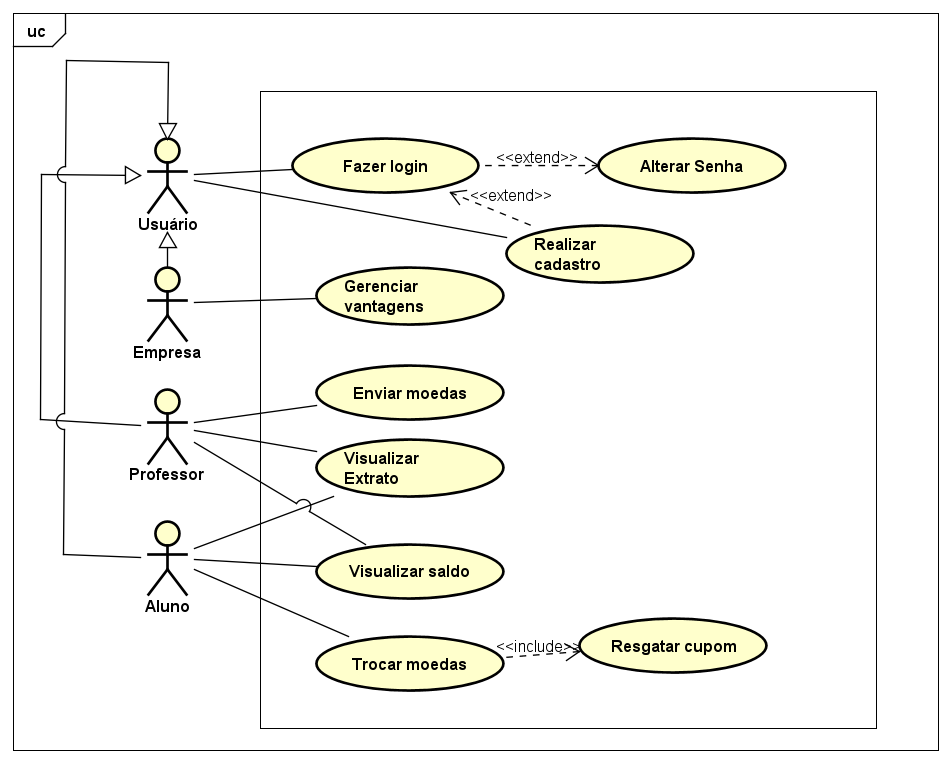 uc
Fazer login
<<extend>>
Alterar Senha
<<extend>>
Usuário
Realizar
cadastro
Gerenciar
vantagens
Empresa
Enviar moedas
Professor
Visualizar
Extrato
Visualizar saldo
Aluno
Trocar moedas
<<include>>
Resgatar cupom